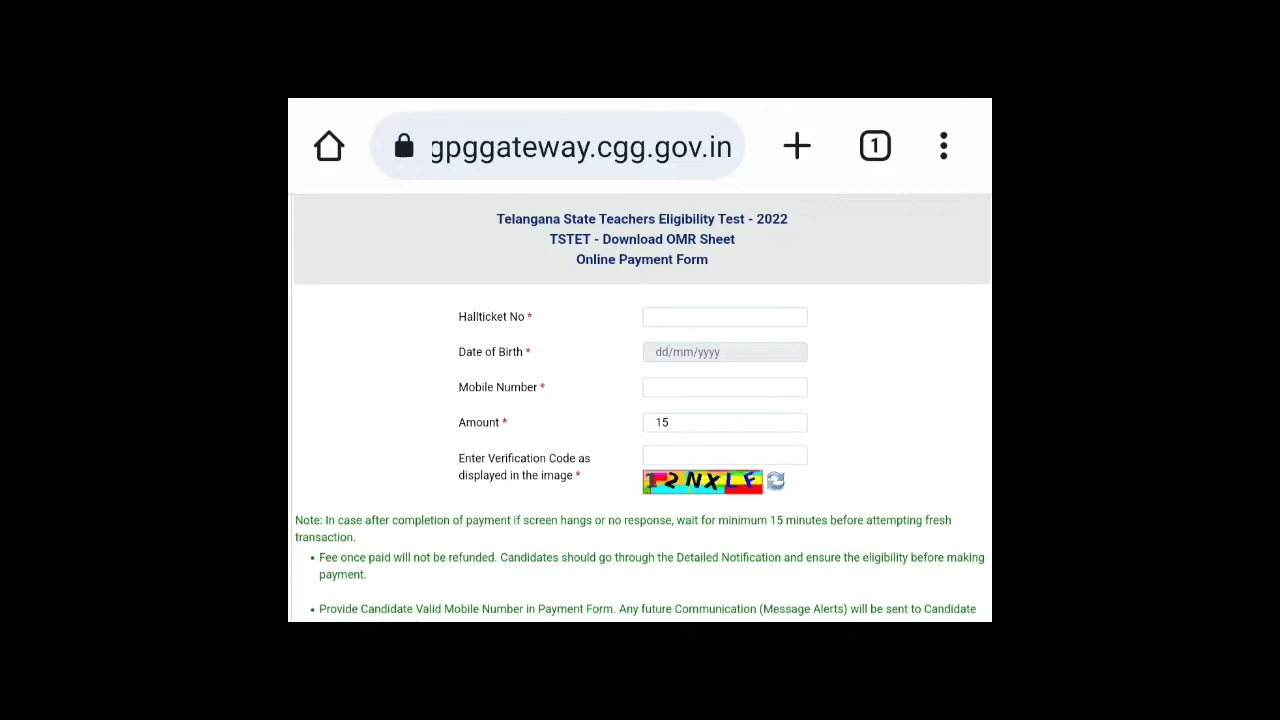 gpggateway.cgg.gov.in
1
Telangana State Teachers Eligibility Test - 2022
TSTET - Download OMR Sheet
Online Payment Form
Hallticket No *
Date of Birth * dd/mm/yyyy
Mobile Number *
Amount * 15
Enter Verification Code as
displayed in the image *
12NXLF
Note: In case after completion of payment if screen hangs or no response, wait for minimum 15 minutes before attempting fresh
transaction.
• Fee once paid will not be refunded. Candidates should go through the Detailed Notification and ensure the eligibility before making
payment.
• Provide Candidate Valid Mobile Number in Payment Form. Any future Communication (Message Alerts) will be sent to Candidate